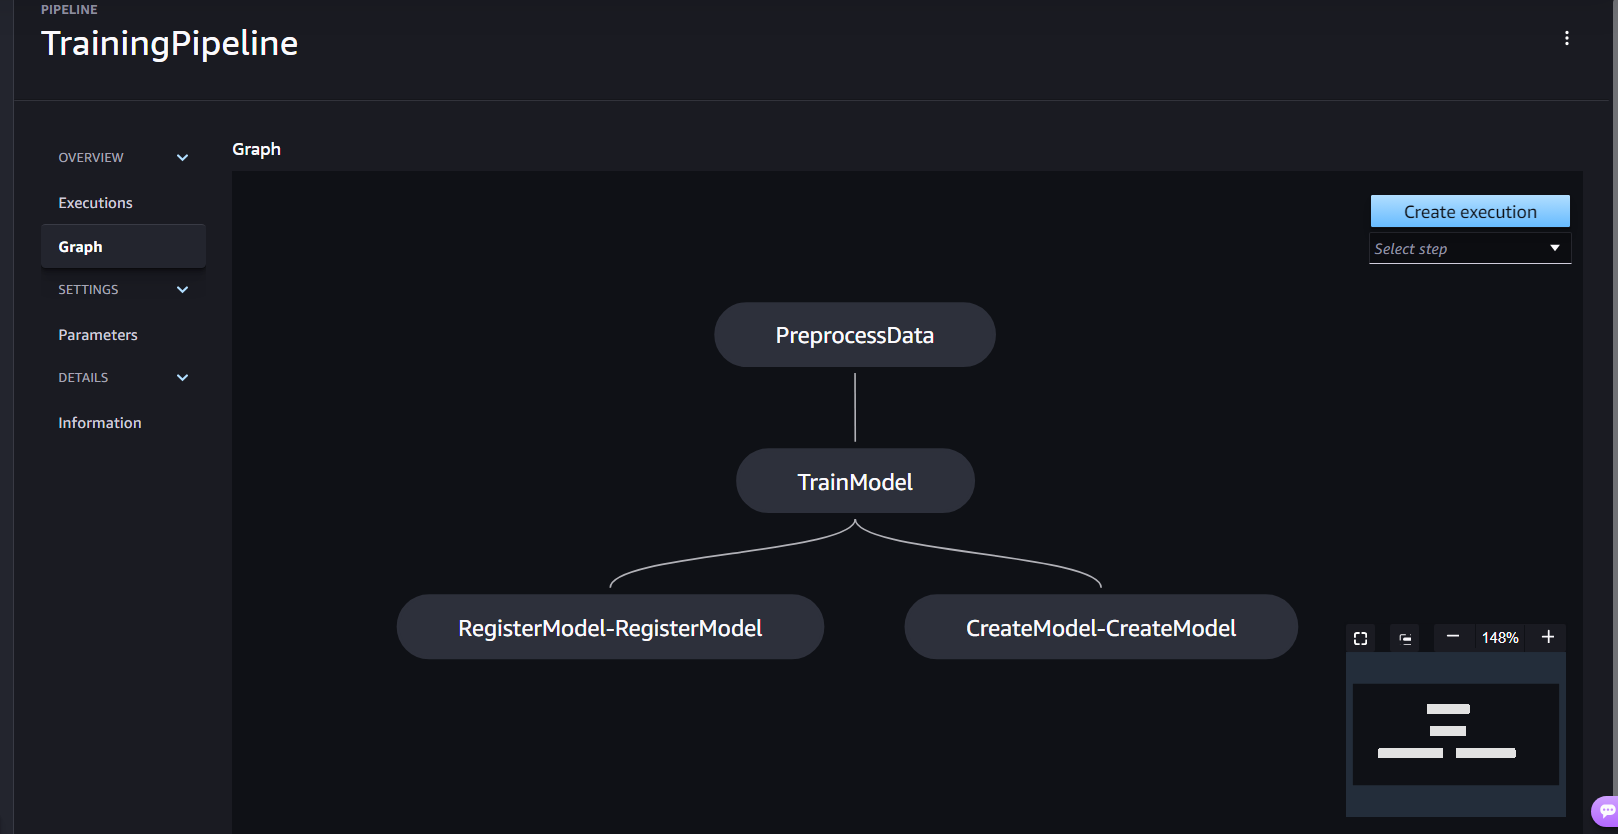 PIPELINE
TrainingPipeline
OVERVIEW
Executions
Graph
SETTINGS
Parameters
DETAILS
Information
Graph
Create execution
Select step
PreprocessData
TrainModel
RegisterModel-RegisterModel
CreateModel-CreateModel
148%